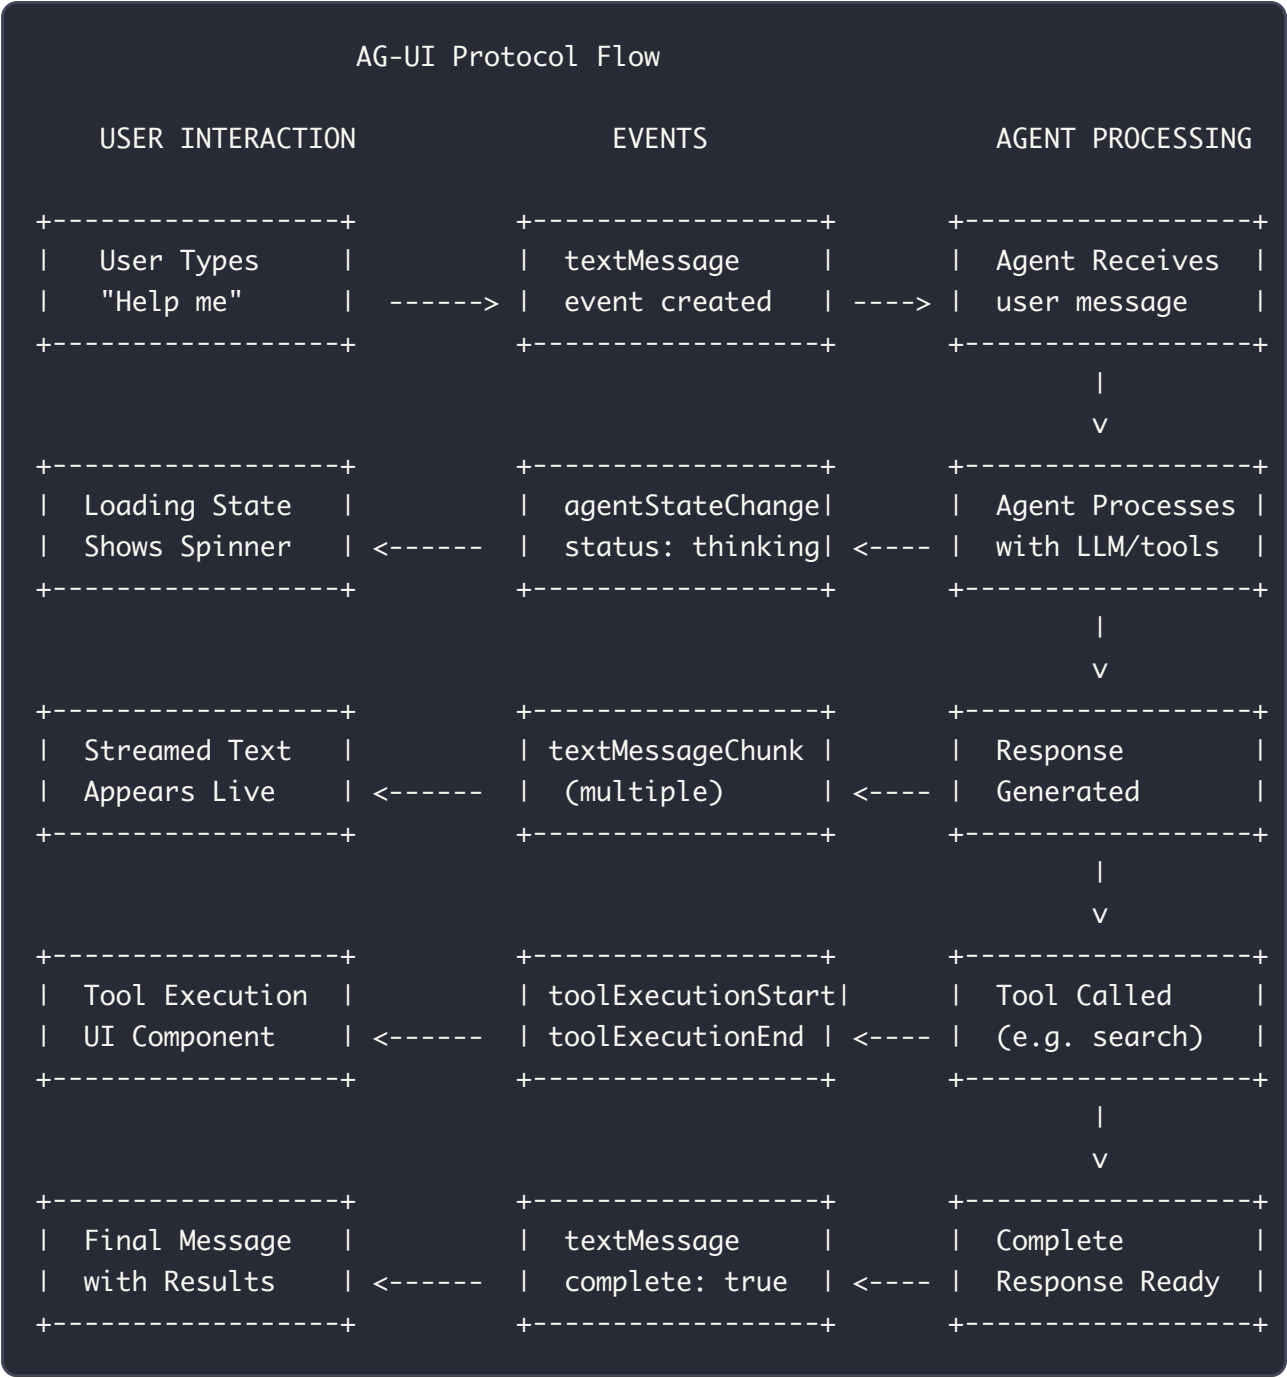 AG-UI Protocol Flow

    USER INTERACTION                EVENTS                  AGENT PROCESSING

+------------------+          +------------------+       +------------------+
|   User Types     |          |  textMessage     |       |  Agent Receives  |
|   "Help me"      |  ------> |  event created   | ----> |  user message    |
+------------------+          +------------------+       +------------------+
                                                                  |
                                                                  v
+------------------+          +------------------+       +------------------+
|  Loading State   |          |  agentStateChange|       |  Agent Processes |
|  Shows Spinner   | <------  |  status: thinking| <---- |  with LLM/tools  |
+------------------+          +------------------+       +------------------+
                                                                  |
                                                                  v
+------------------+          +------------------+       +------------------+
|  Streamed Text   |          | textMessageChunk |       |  Response        |
|  Appears Live    | <------  |  (multiple)      | <---- |  Generated       |
+------------------+          +------------------+       +------------------+
                                                                  |
                                                                  v
+------------------+          +------------------+       +------------------+
|  Tool Execution  |          | toolExecutionStart|      |  Tool Called     |
|  UI Component    | <------  | toolExecutionEnd | <---- |  (e.g. search)   |
+------------------+          +------------------+       +------------------+
                                                                  |
                                                                  v
+------------------+          +------------------+       +------------------+
|  Final Message   |          |  textMessage     |       |  Complete        |
|  with Results    | <------  |  complete: true  | <---- |  Response Ready  |
+------------------+          +------------------+       +------------------+